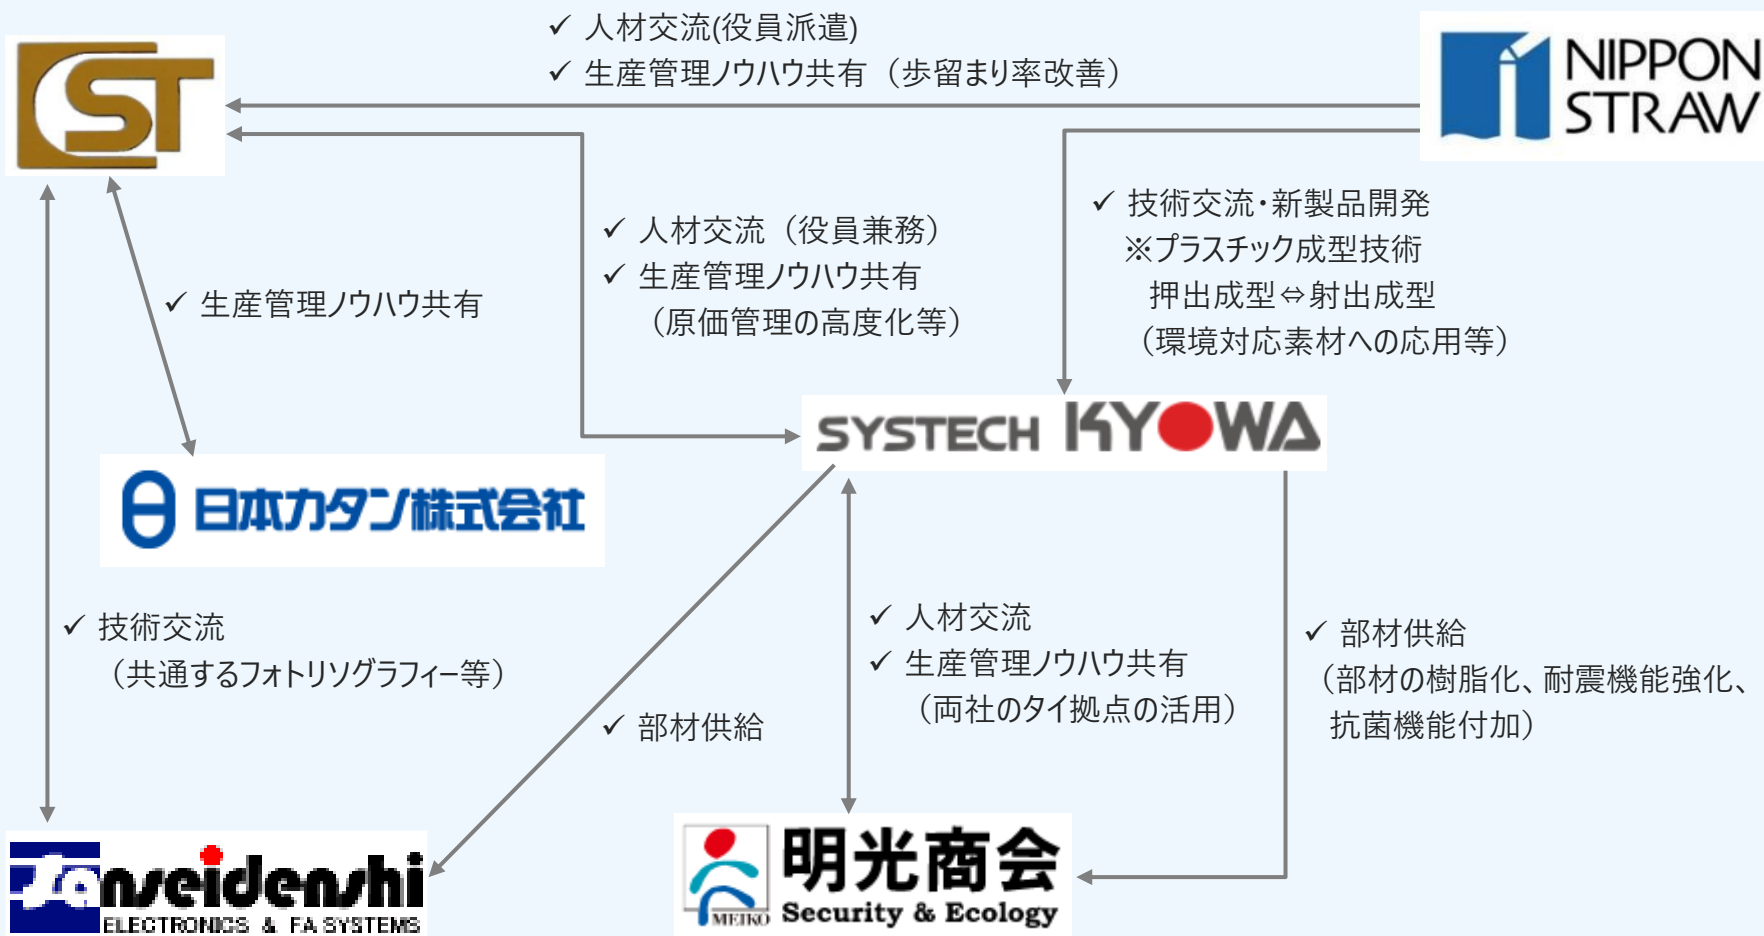 ✓ 人材交流(役員派遣)
✓ 生産管理ノウハウ共有（歩留まり率改善）
CST
NIPPON
STRAW
✓ 技術交流・新製品開発
※プラスチック成型技術
押出成型⇔射出成型
（環境対応素材への応用等）
✓ 人材交流（役員兼務）
✓ 生産管理ノウハウ共有
（原価管理の高度化等）
✓ 生産管理ノウハウ共有
SYSTECH KYOWA
日本カタン株式会社
✓ 技術交流
（共通するフォトリソグラフィー等）
✓ 部材供給
✓ 人材交流
✓ 生産管理ノウハウ共有
（両社のタイ拠点の活用）
✓ 部材供給
（部材の樹脂化、耐震機能強化、
抗菌機能付加）
Sanseidenshi
ELECTRONICS & FA SYSTEMS
MEIKO
明光商会
Security & Ecology